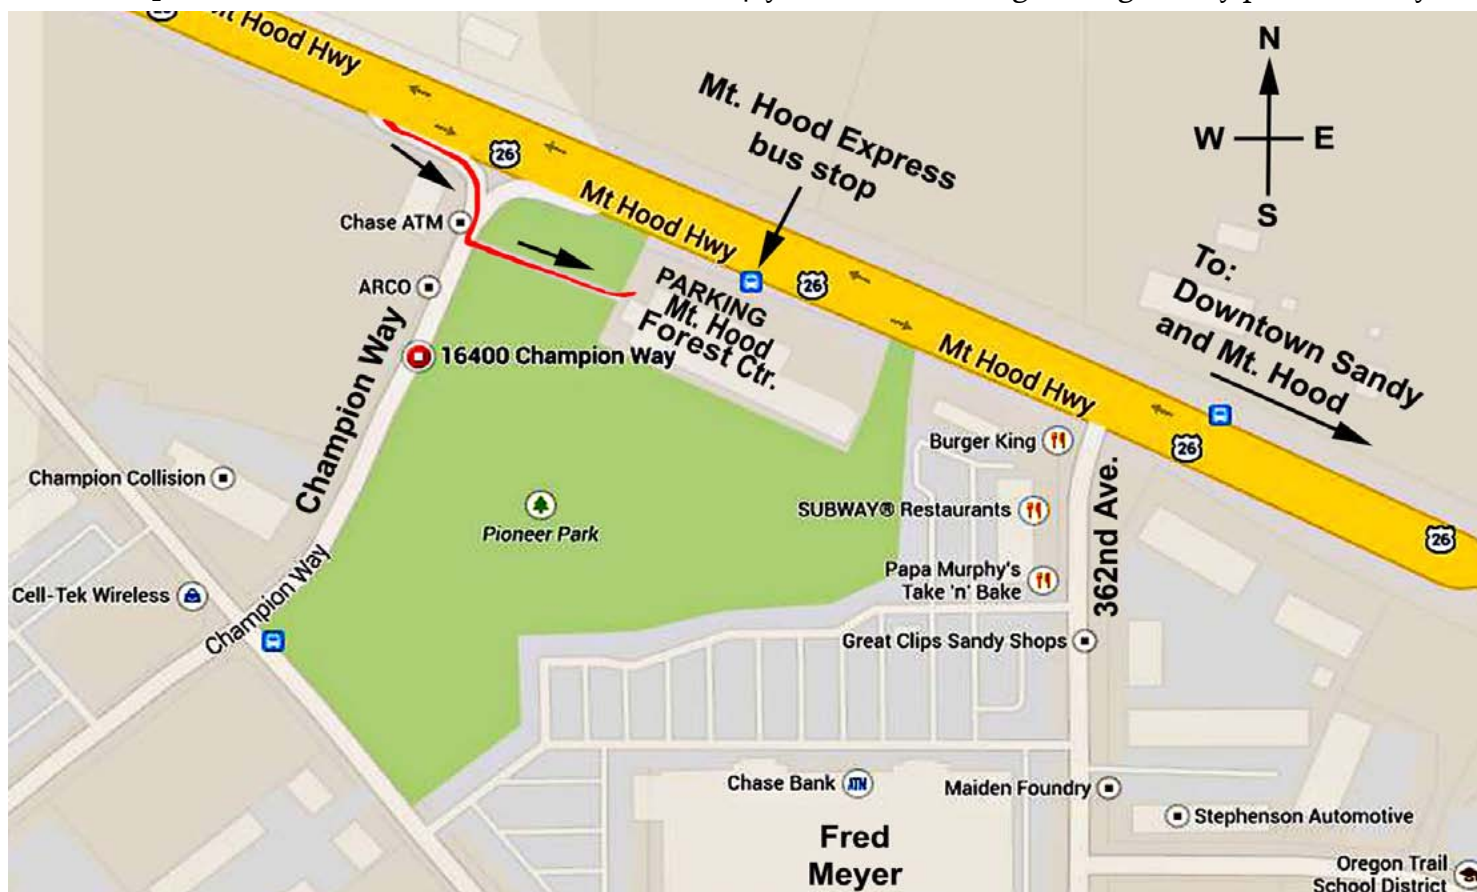 Mt Hood Hwy
26
Mt. Hood Express
bus stop
N
W E
S
Chase ATM
Mt Hood Hwy
26
To:
Downtown Sandy
and Mt. Hood
ARCO
PARKING
Mt. Hood
Forest Ctr.
16400 Champion Way
Champion Way
Mt Hood Hwy
26
Burger King
Champion Collision
SUBWAY® Restaurants
Pioneer Park
26
362nd Ave.
Papa Murphy's
Take 'n' Bake
Cell-Tek Wireless
Champion Way
Great Clips Sandy Shops
Chase Bank
ATM
Maiden Foundry
Stephenson Automotive
Fred
Meyer
Oregon Trail
School District